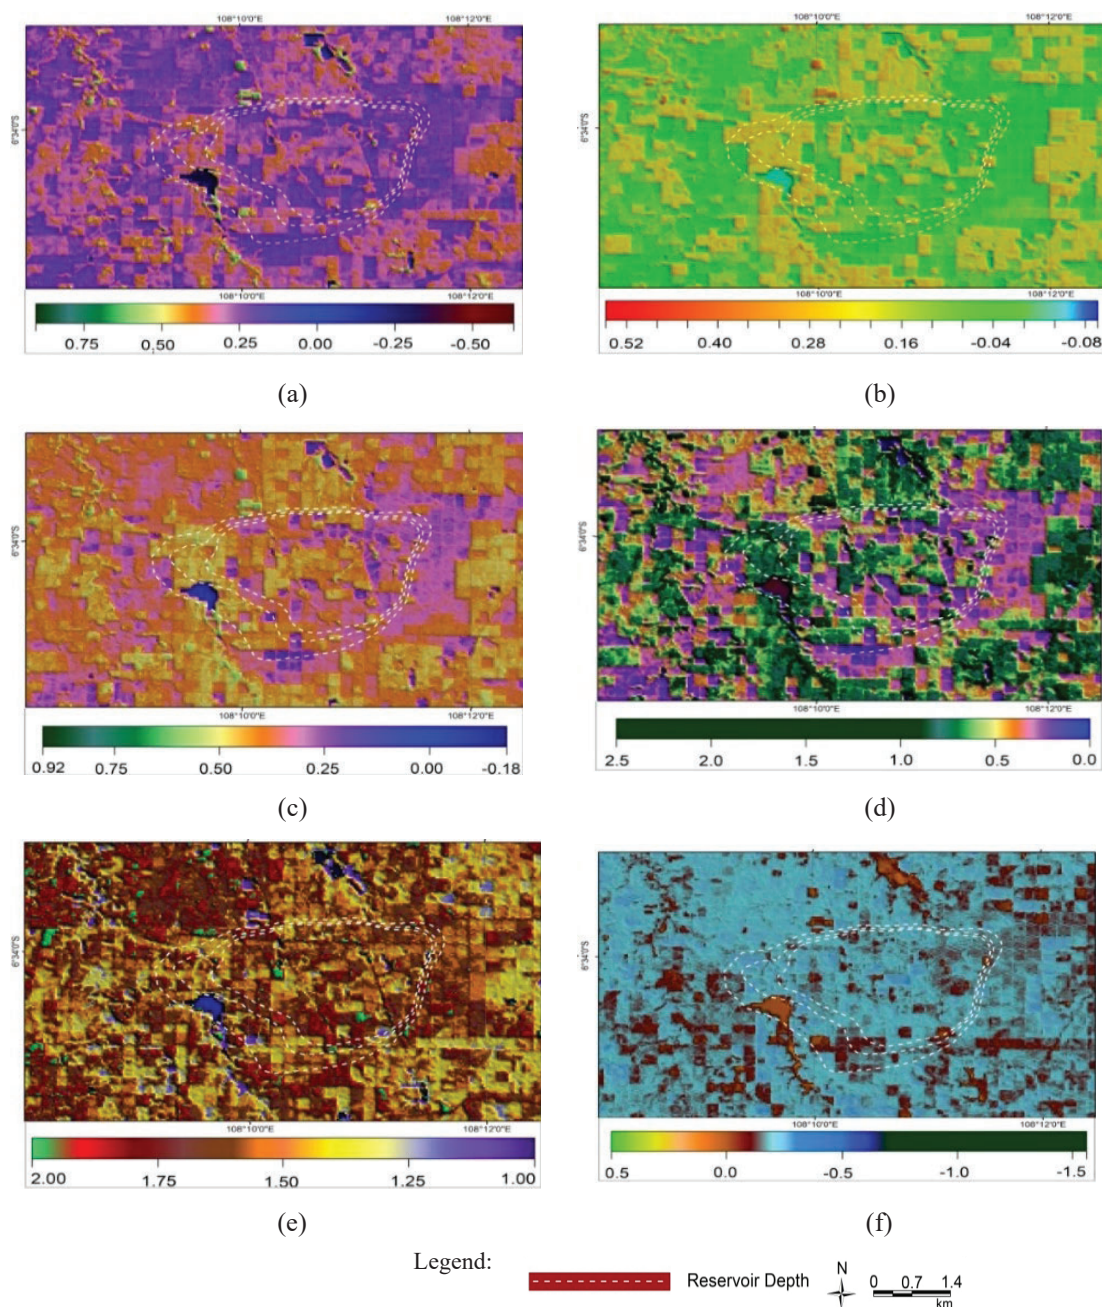 108°10'0"E 108°12'0"E 108°10'0"E 108°12'0"E
6°34'0"S 6°34'0"S
108°10'0"E 108°12'0"E 108°10'0"E 108°12'0"E
0.75 0.50 0.25 0.00 -0.25 -0.50 0.52 0.40 0.28 0.16 -0.04 -0.08
(a) (b)
6°34'0"S 6°34'0"S
108°10'0"E 108°12'0"E 108°10'0"E 108°12'0"E
0.92 0.75 0.50 0.25 0.00 -0.18 2.5 2.0 1.5 1.0 0.5 0.0
(c) (d)
6°34'0"S 6°34'0"S
108°10'0"E 108°12'0"E 108°10'0"E 108°12'0"E
2.00 1.75 1.50 1.25 1.00 0.5 0.0 -0.5 -1.0 -1.5
(e) (f)
Legend:
Reservoir Depth N 0 0.7 1.4
km